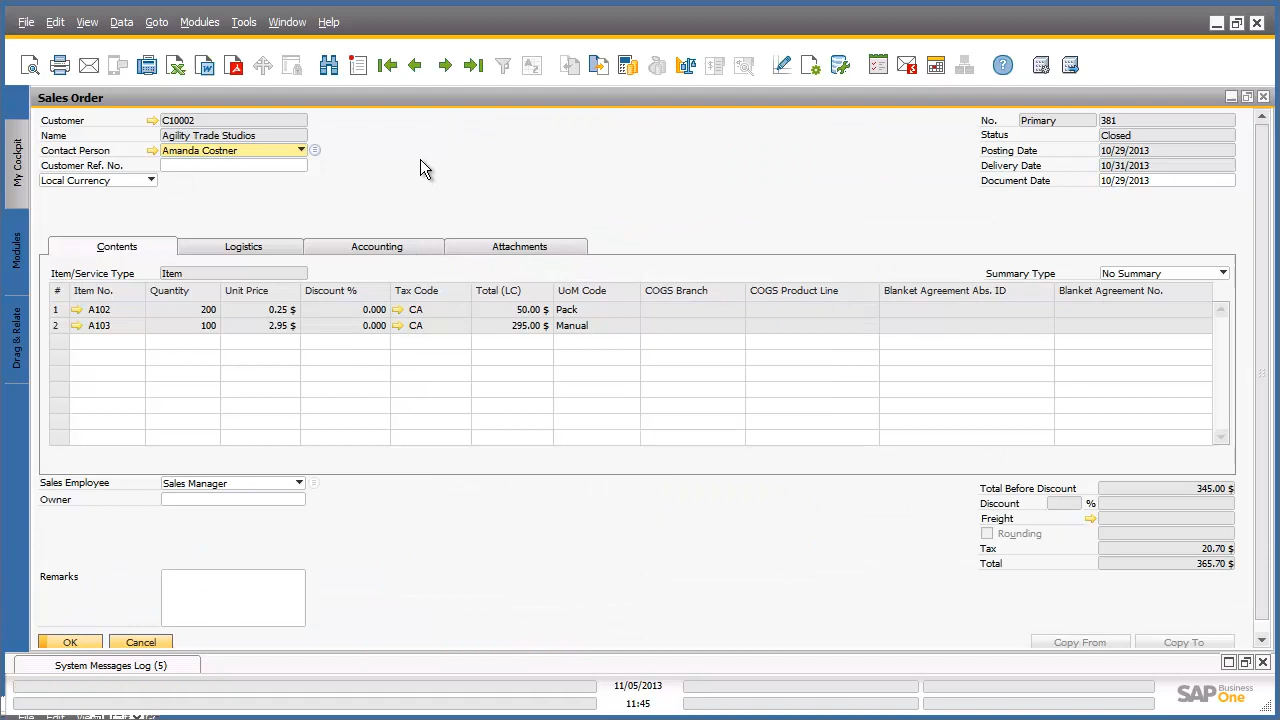 File Edit View Data Goto Modules Tools Window Help
Sales Order
Customer C10002 No. Primary 381
Name Agility Trade Studios Status Closed
Contact Person Amanda Costner Posting Date 10/29/2013
Customer Ref. No. Delivery Date 10/31/2013
Local Currency Document Date 10/29/2013
My Cockpit
Modules
Drag & Relate
Contents Logistics Accounting Attachments
Item/Service Type Item Summary Type No Summary
# Item No. Quantity Unit Price Discount % Tax Code Total (LC) UoM Code COGS Branch COGS Product Line Blanket Agreement Abs. ID Blanket Agreement No.
1 A102 200 0.25 $ 0.000 CA 50.00 $ Pack
2 A103 100 2.95 $ 0.000 CA 295.00 $ Manual
Sales Employee Sales Manager Total Before Discount 345.00 $
Owner Discount %
Freight
Rounding
Tax 20.70 $
Total 365.70 $
Remarks
OK Cancel Copy From Copy To
System Messages Log (5)
11/05/2013
11:45
SAP Business One